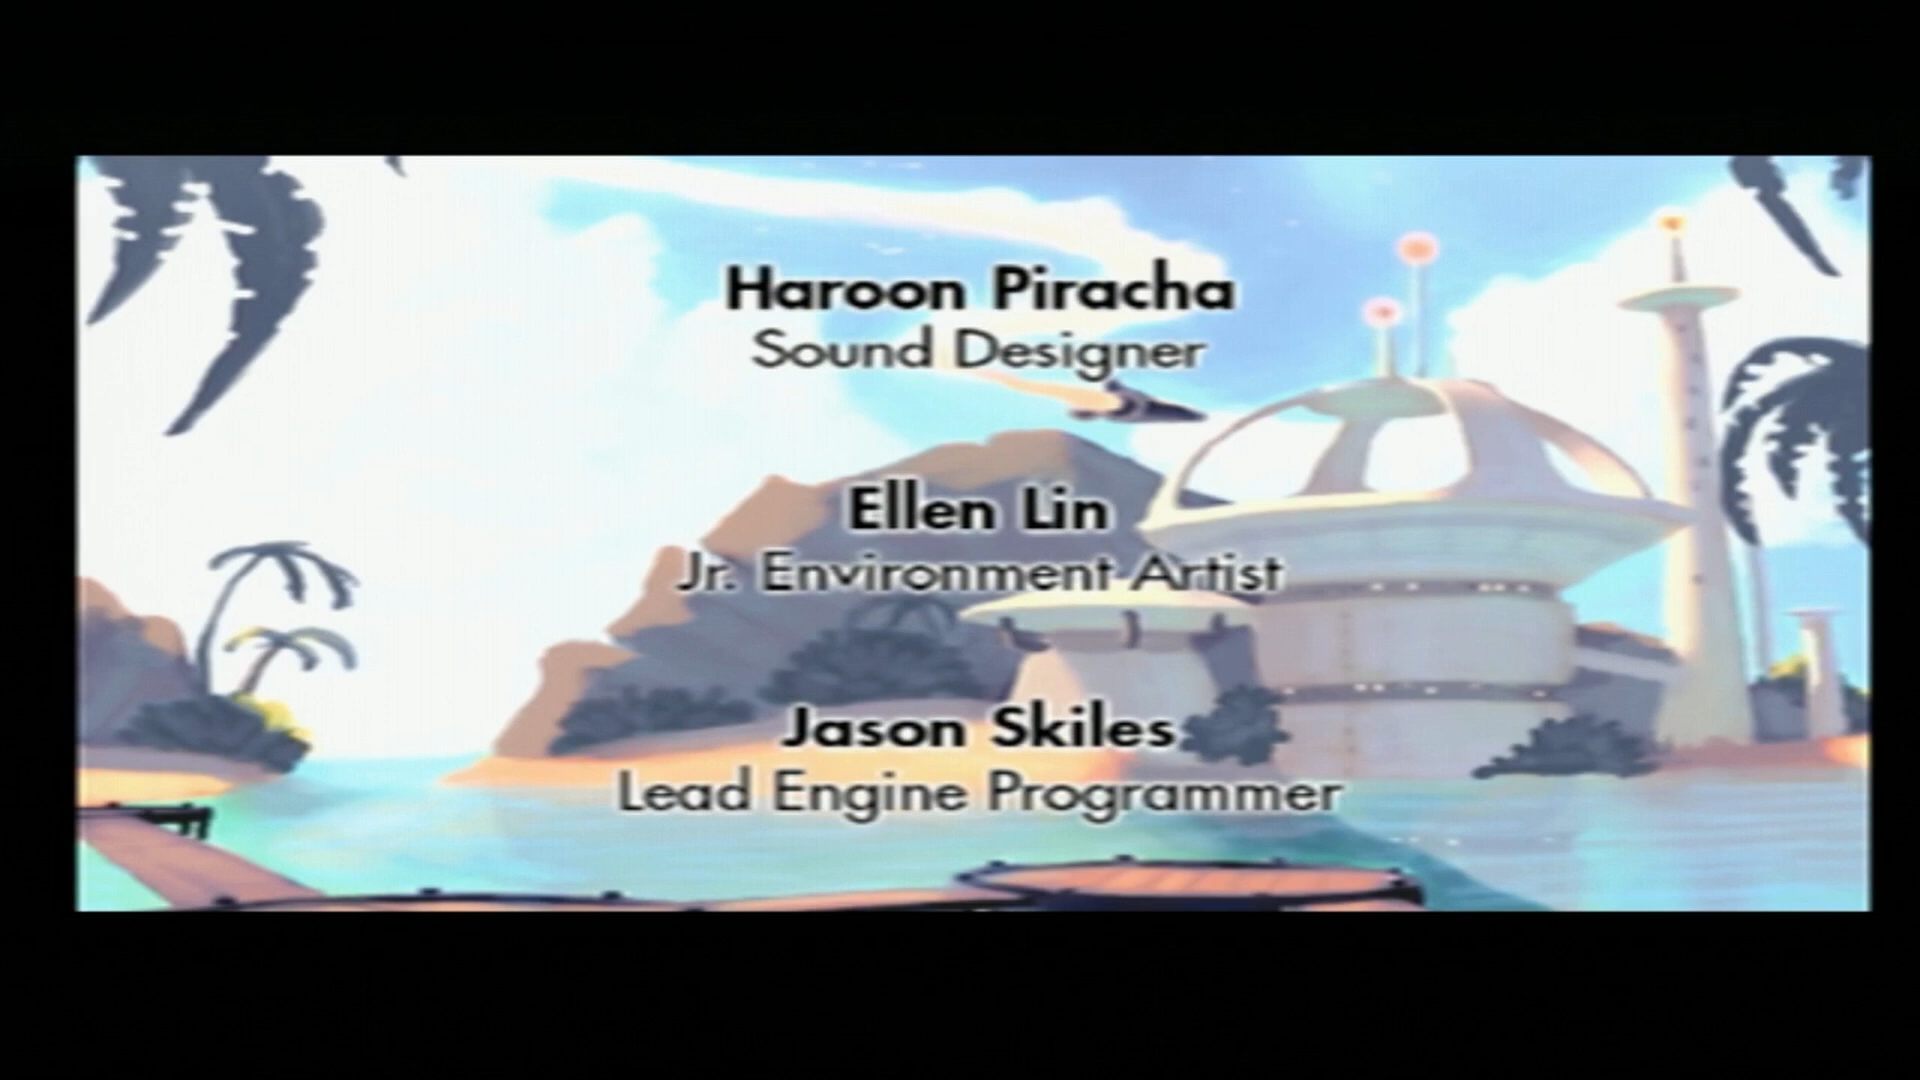 Haroon Piracha
Sound Designer
Ellen Lin
Jr. Environment Artist
Jason Skiles
Lead Engine Programmer